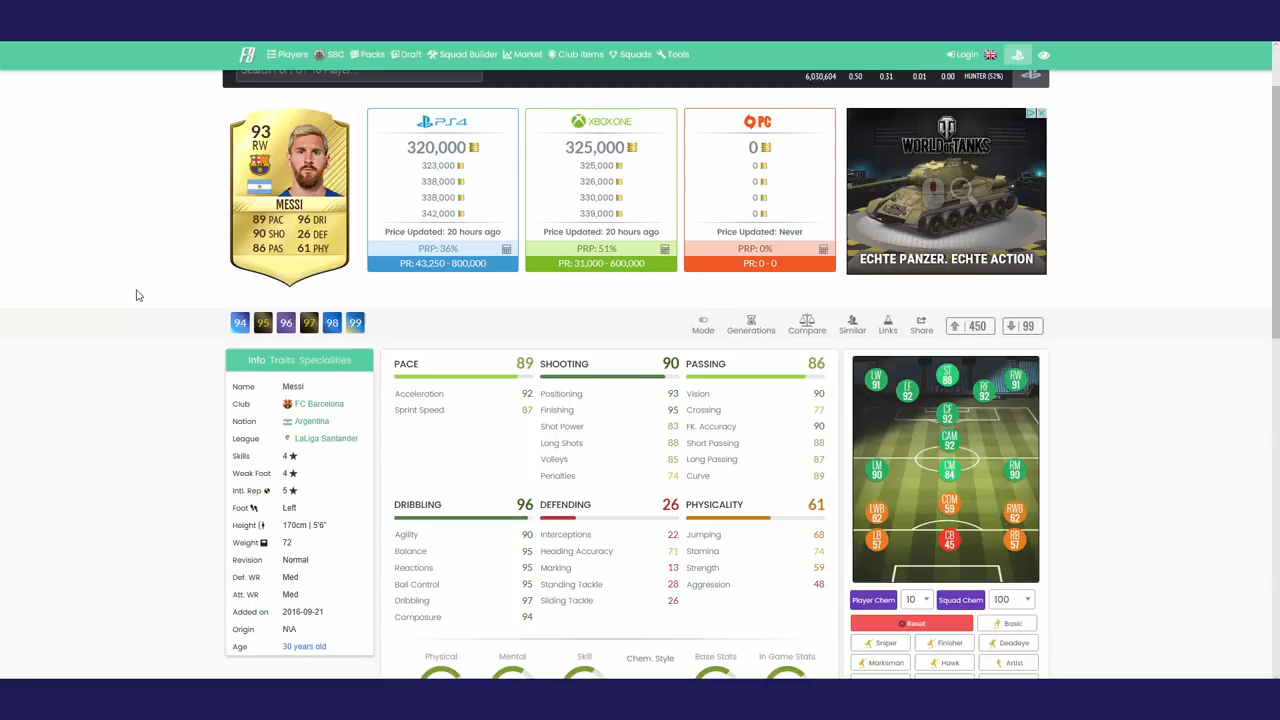 F8 Players SBC Packs Draft Squad Builder Market Club Items Squads Tools Login
6,030,604 0.50 0.31 0.01 0.00 HUNTER (52%)
93
RW
MESSI
89 PAC 96 DRI
90 SHO 26 DEF
86 PAS 61 PHY
PS4
320,000
323,000
338,000
338,000
342,000
Price Updated: 20 hours ago
PRP: 36%
PR: 43,250 - 800,000
XBOX ONE
325,000
325,000
326,000
330,000
339,000
Price Updated: 20 hours ago
PRP: 51%
PR: 31,000 - 600,000
PC
0
0
0
0
0
Price Updated: Never
PRP: 0%
PR: 0 - 0
WORLD OF TANKS
ECHTE PANZER. ECHTE ACTION
94 95 96 97 98 99
Mode Generations Compare Similar Links Share 450 99
Info Traits Specialities
Name Messi
Club FC Barcelona
Nation Argentina
League LaLiga Santander
Skills 4
Weak Foot 4
Intl. Rep 5
Foot Left
Height 170cm | 5'6"
Weight 72
Revision Normal
Def. WR Med
Att. WR Med
Added on 2016-09-21
Origin N\A
Age 30 years old
PACE 89
Acceleration 92
Sprint Speed 87
SHOOTING 90
Positioning 93
Finishing 95
Shot Power 83
Long Shots 88
Volleys 85
Penalties 74
PASSING 86
Vision 90
Crossing 77
FK. Accuracy 90
Short Passing 88
Long Passing 87
Curve 89
DRIBBLING 96
Agility 90
Balance 95
Reactions 95
Ball Control 95
Dribbling 97
Composure 94
DEFENDING 26
Interceptions 22
Heading Accuracy 71
Marking 13
Standing Tackle 28
Sliding Tackle 26
PHYSICALITY 61
Jumping 68
Stamina 74
Strength 59
Aggression 48
Physical Mental Skill Chem. Style Base Stats In Game Stats
ST 88
LW 91
RW 91
LF 92
RF 92
CF 92
CAM 92
LM 90
CM 84
RM 90
CDM 59
LWB 62
RWB 62
LB 57
CB 45
RB 57
Player Chem 10 Squad Chem 100
Reset Basic
Sniper Finisher Deadeye
Marksman Hawk Artist